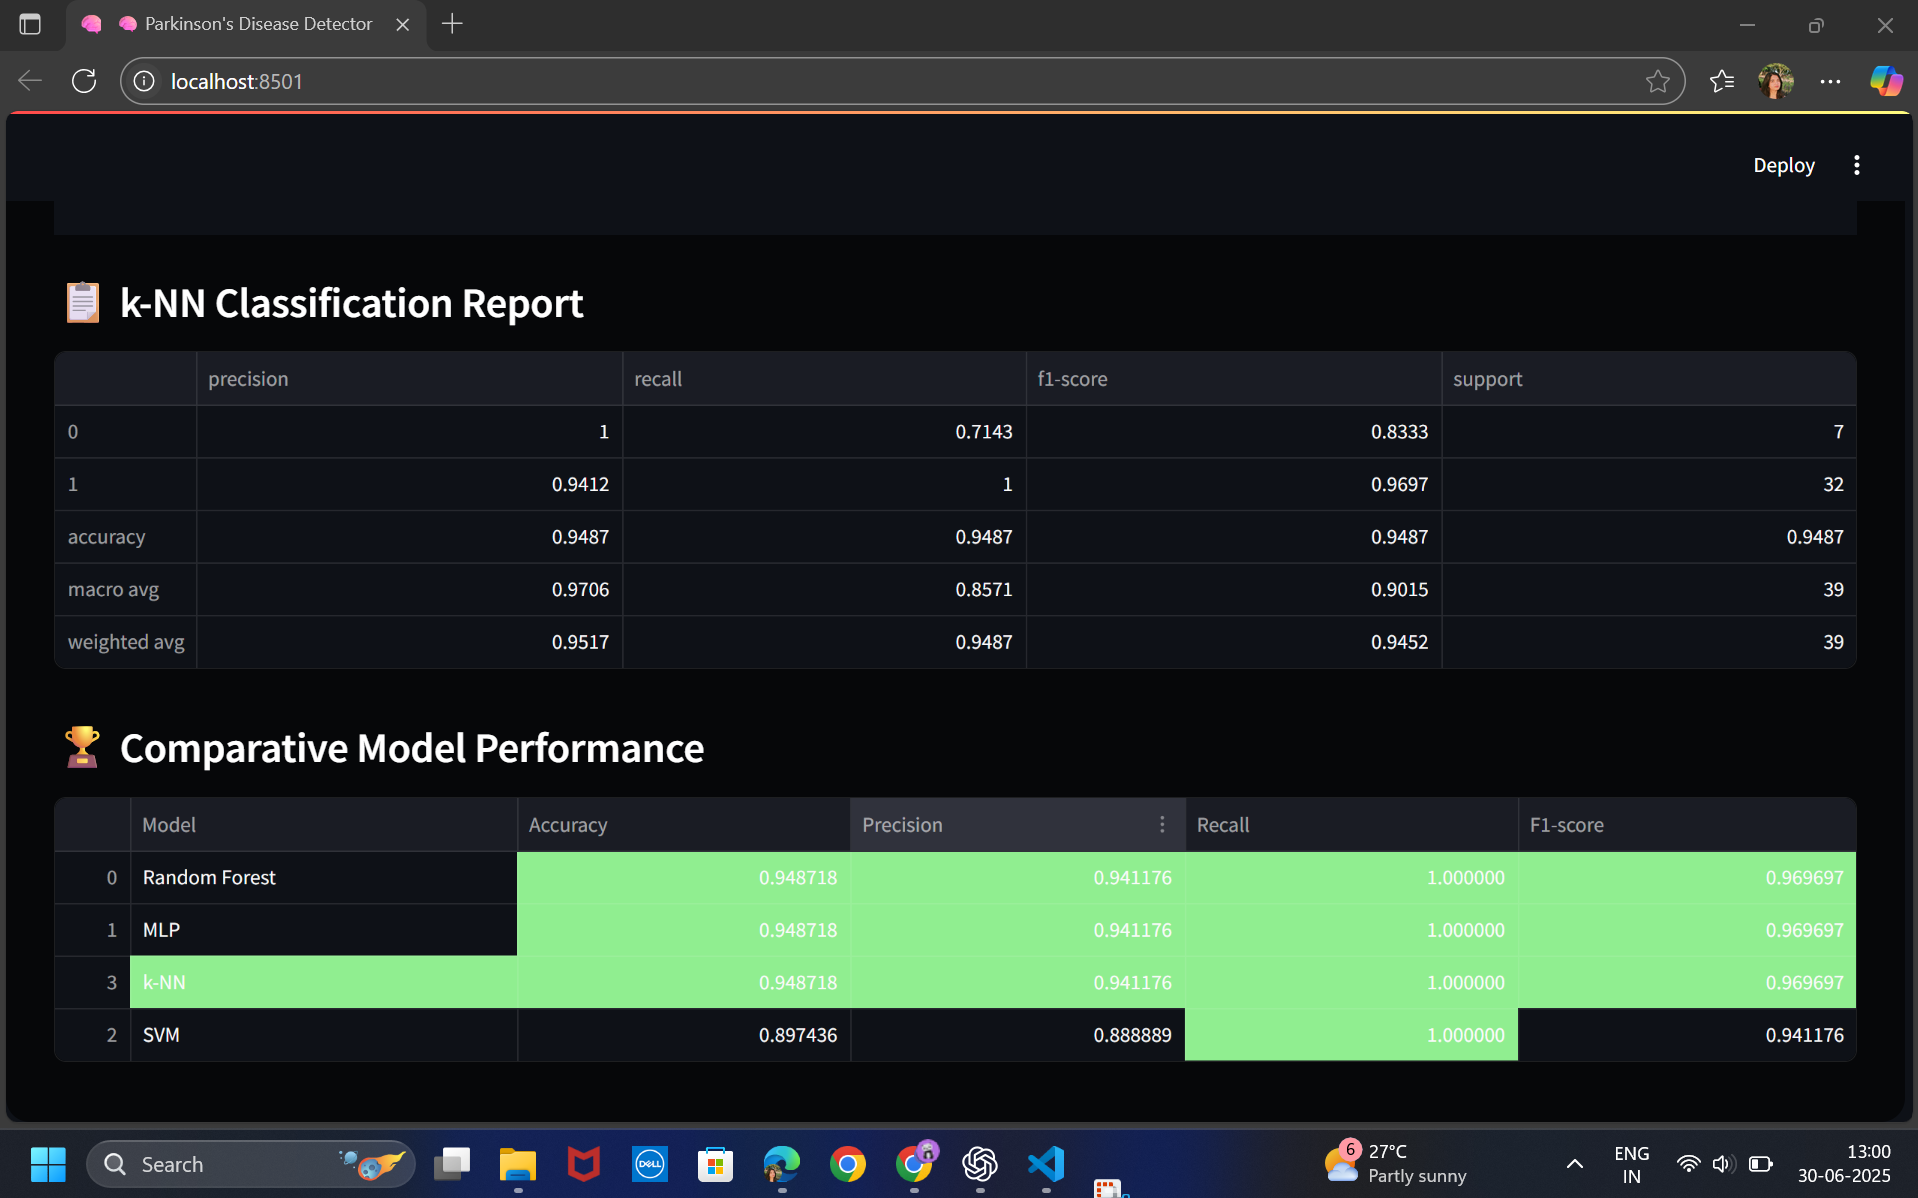 Parkinson's Disease Detector
localhost:8501
Deploy
k-NN Classification Report
precision recall f1-score support
0 1 0.7143 0.8333 7
1 0.9412 1 0.9697 32
accuracy 0.9487 0.9487 0.9487 0.9487
macro avg 0.9706 0.8571 0.9015 39
weighted avg 0.9517 0.9487 0.9452 39
Comparative Model Performance
Model Accuracy Precision Recall F1-score
0 Random Forest 0.948718 0.941176 1.000000 0.969697
1 MLP 0.948718 0.941176 1.000000 0.969697
3 k-NN 0.948718 0.941176 1.000000 0.969697
2 SVM 0.897436 0.888889 1.000000 0.941176
Search
DELL
6
27°C
Partly sunny
ENG
IN
13:00
30-06-2025